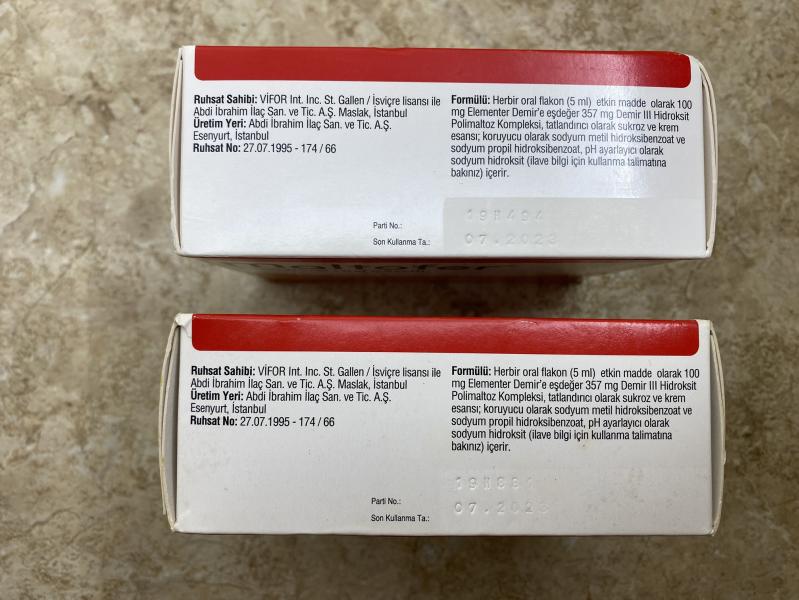 Ruhsat Sahibi: VİFOR Int. Inc. St. Gallen / İsviçre lisansı ile
Abdi İbrahim İlaç San. ve Tic. A.Ş. Maslak, İstanbul
Üretim Yeri: Abdi İbrahim İlaç San. ve Tic. A.Ş.
Esenyurt, İstanbul
Ruhsat No: 27.07.1995 - 174 / 66
Formülü: Herbir oral flakon (5 ml) etkin madde olarak 100
mg Elementer Demir'e eşdeğer 357 mg Demir III Hidroksit
Polimaltoz Kompleksi, tatlandırıcı olarak sukroz ve krem
esansı; koruyucu olarak sodyum metil hidroksibenzoat ve
sodyum propil hidroksibenzoat, pH ayarlayıcı olarak
sodyum hidroksit (ilave bilgi için kullanma talimatına
bakınız) içerir.
Parti No.: 19H494
Son Kullanma Ta.: 07.2023
Ruhsat Sahibi: VİFOR Int. Inc. St. Gallen / İsviçre lisansı ile
Abdi İbrahim İlaç San. ve Tic. A.Ş. Maslak, İstanbul
Üretim Yeri: Abdi İbrahim İlaç San. ve Tic. A.Ş.
Esenyurt, İstanbul
Ruhsat No: 27.07.1995 - 174 / 66
Formülü: Herbir oral flakon (5 ml) etkin madde olarak 100
mg Elementer Demir'e eşdeğer 357 mg Demir III Hidroksit
Polimaltoz Kompleksi, tatlandırıcı olarak sukroz ve krem
esansı; koruyucu olarak sodyum metil hidroksibenzoat ve
sodyum propil hidroksibenzoat, pH ayarlayıcı olarak
sodyum hidroksit (ilave bilgi için kullanma talimatına
bakınız) içerir.
Parti No.:
Son Kullanma Ta.: 07.2023